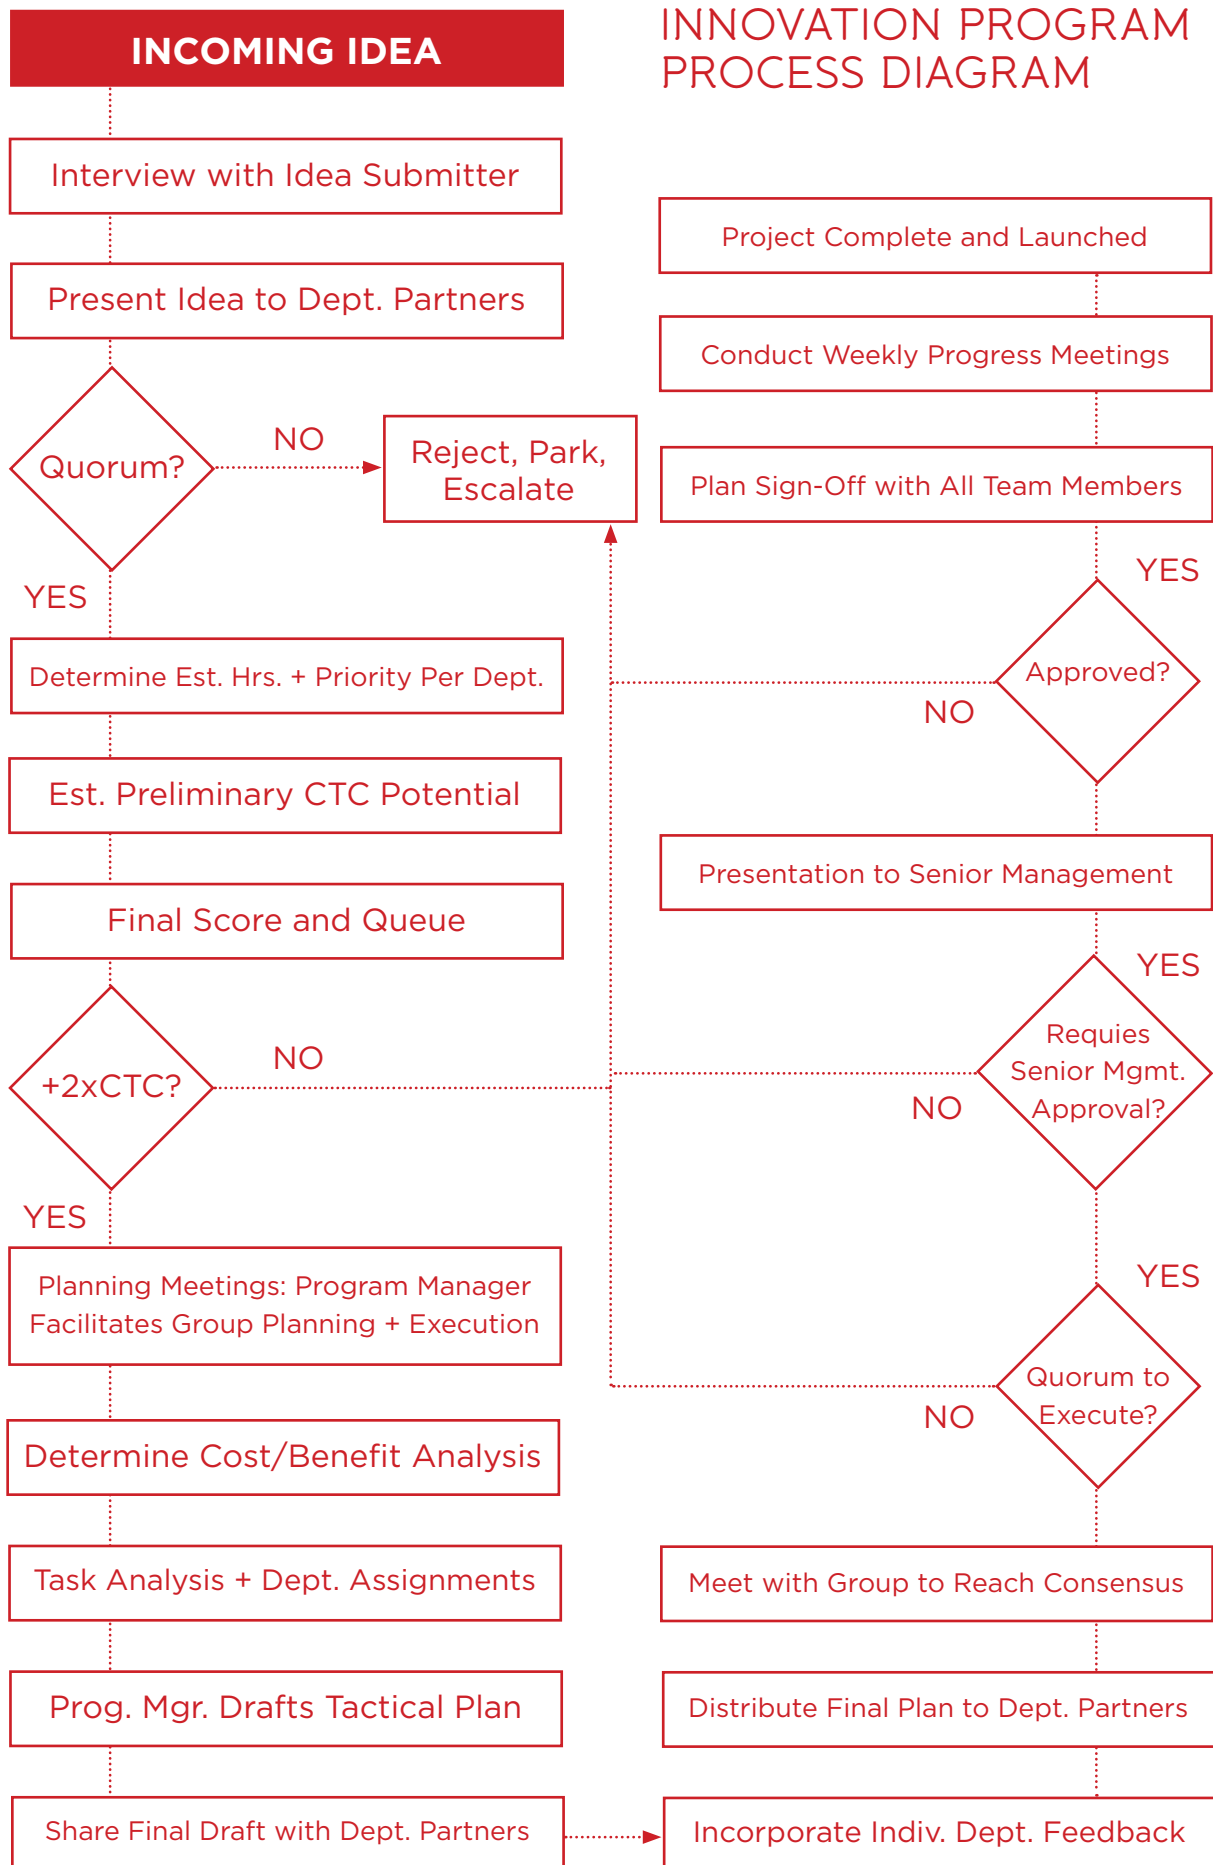 INCOMING IDEA
INNOVATION PROGRAM
PROCESS DIAGRAM
Interview with Idea Submitter
Present Idea to Dept. Partners
Quorum?
NO
Reject, Park,
Escalate
YES
Determine Est. Hrs. + Priority Per Dept.
Est. Preliminary CTC Potential
Final Score and Queue
+2xCTC?
NO
YES
Planning Meetings: Program Manager
Facilitates Group Planning + Execution
Determine Cost/Benefit Analysis
Task Analysis + Dept. Assignments
Prog. Mgr. Drafts Tactical Plan
Share Final Draft with Dept. Partners
Project Complete and Launched
Conduct Weekly Progress Meetings
Plan Sign-Off with All Team Members
YES
Approved?
NO
Presentation to Senior Management
YES
Requies
Senior Mgmt.
Approval?
NO
YES
Quorum to
Execute?
NO
Meet with Group to Reach Consensus
Distribute Final Plan to Dept. Partners
Incorporate Indiv. Dept. Feedback